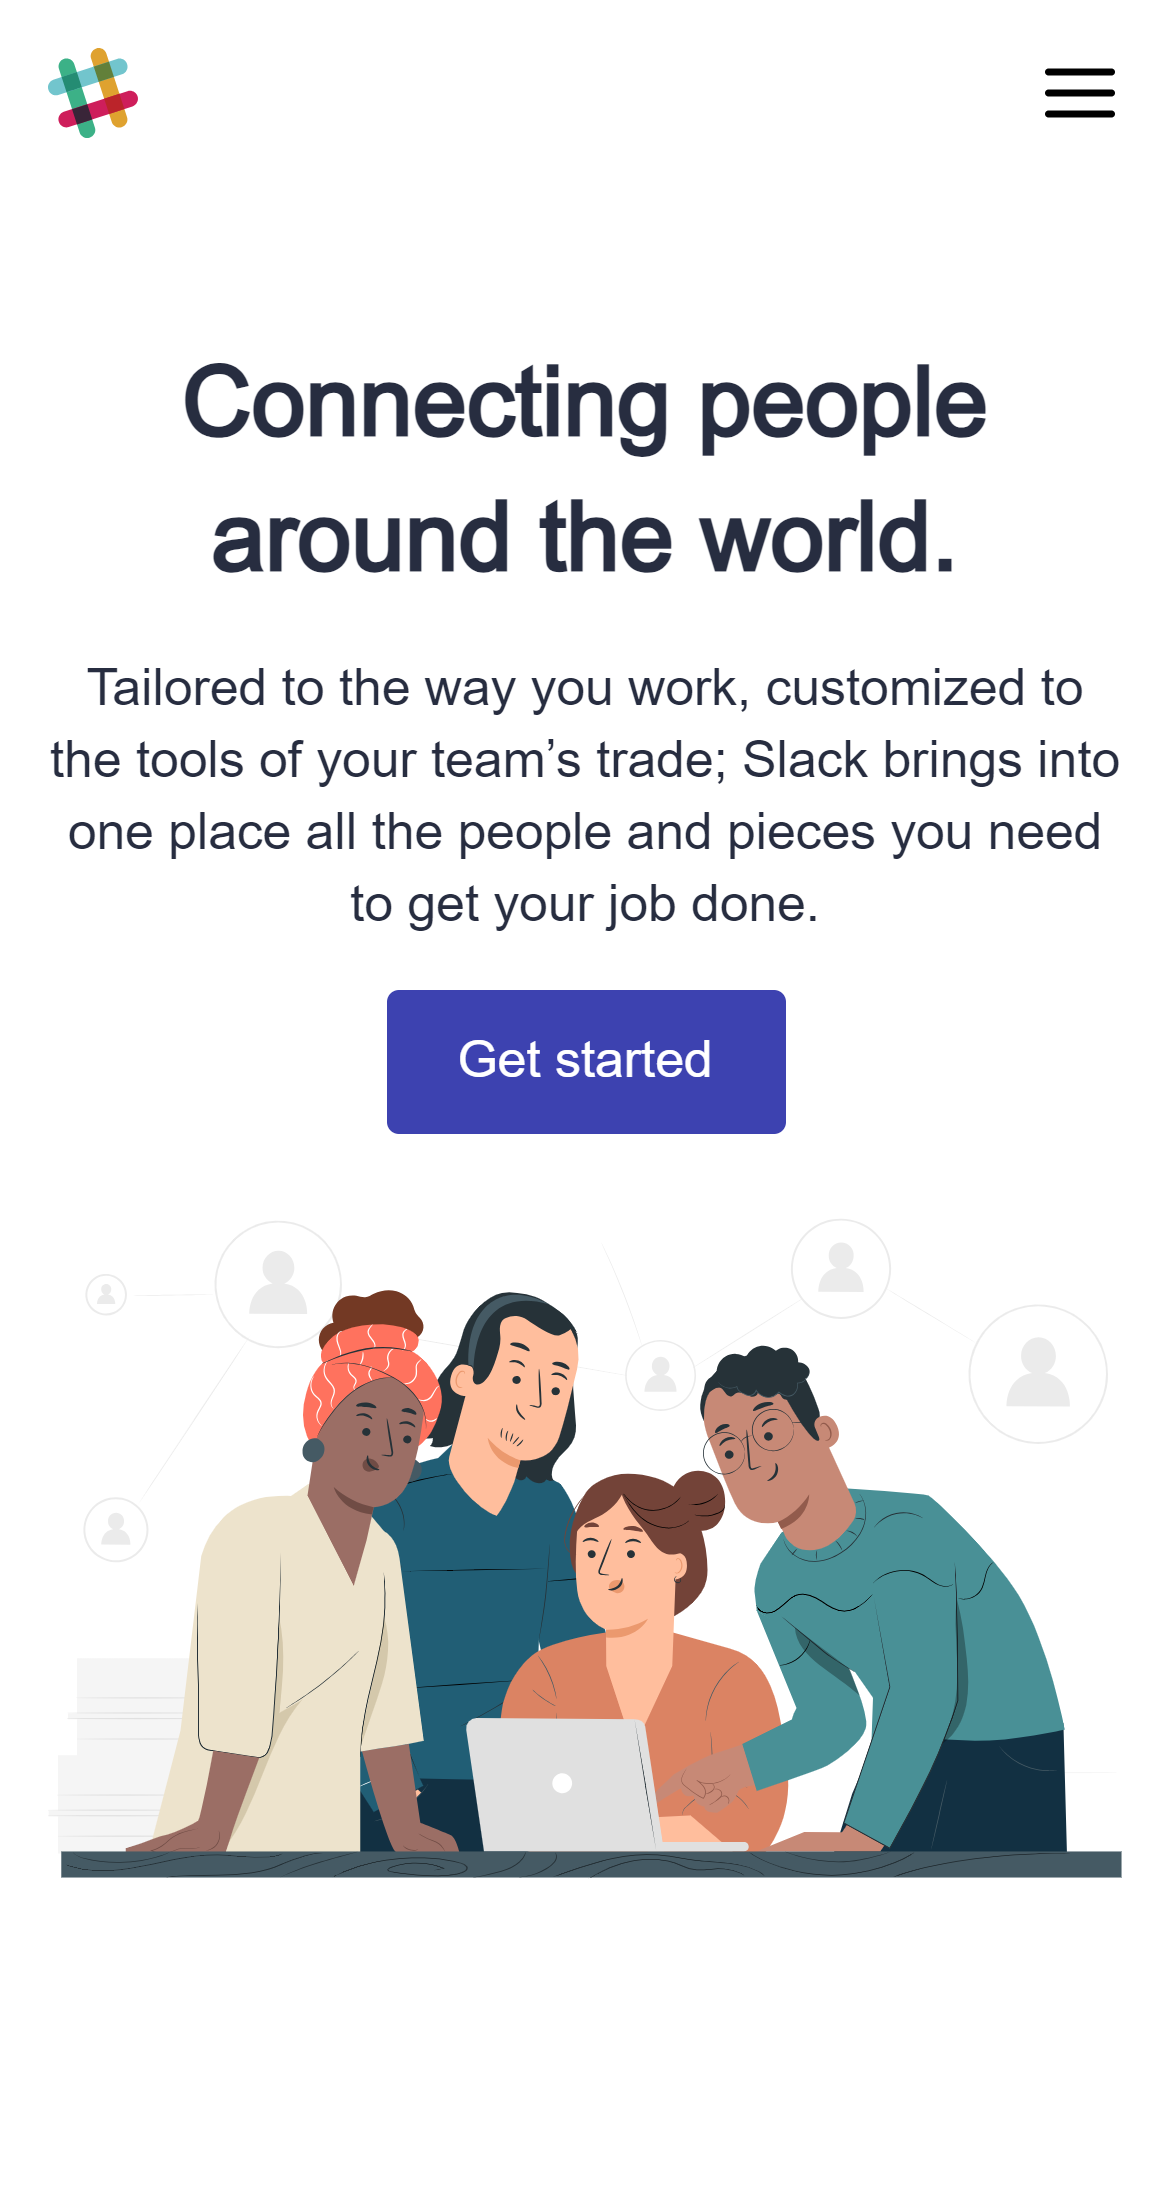 Connecting people
around the world.
Tailored to the way you work, customized to
the tools of your team’s trade; Slack brings into
one place all the people and pieces you need
to get your job done.
Get started